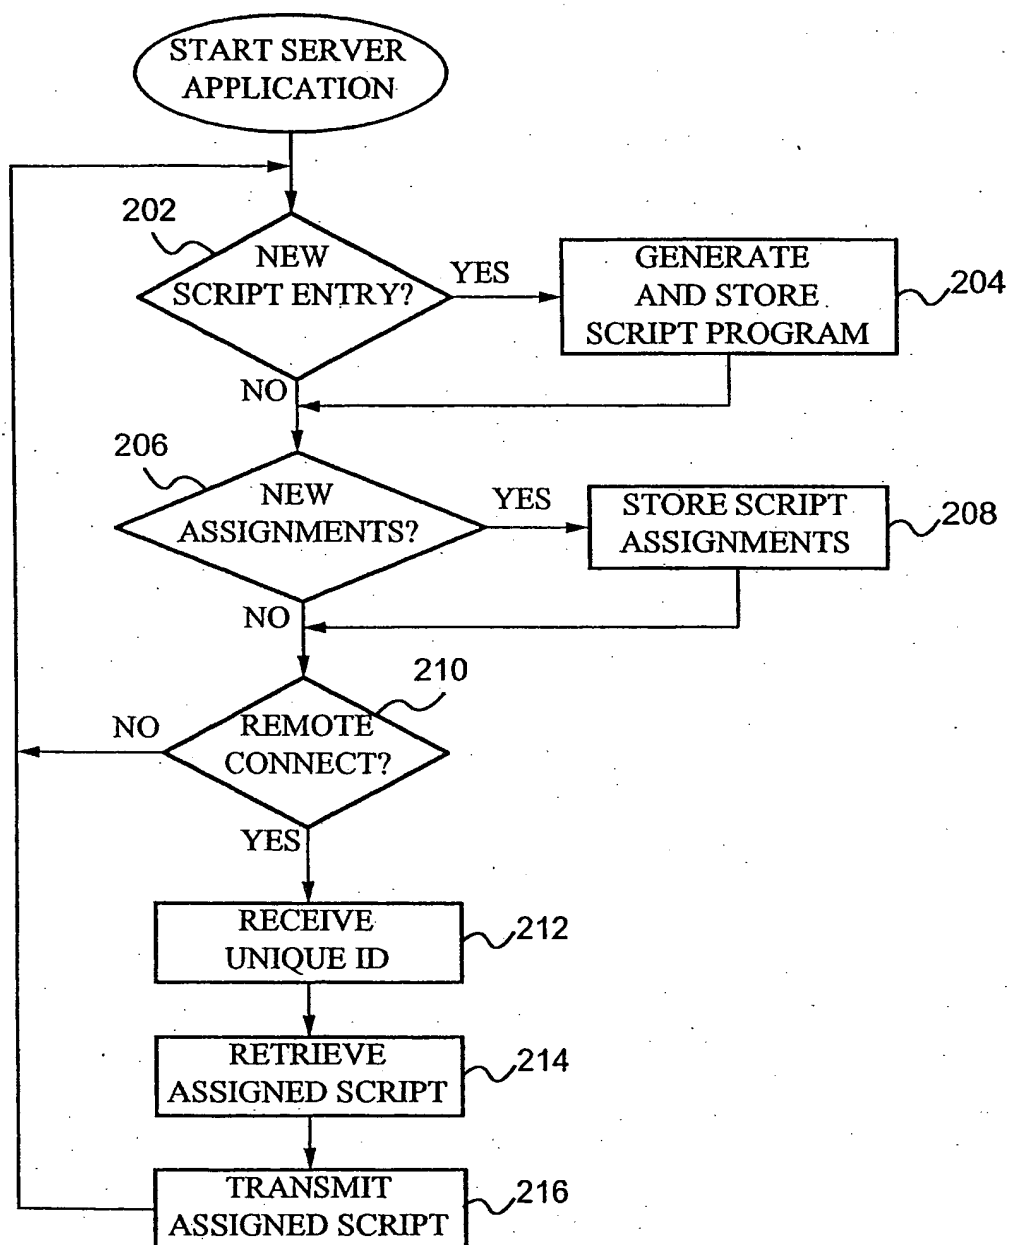 START SERVER
APPLICATION
202
NEW
SCRIPT ENTRY?
YES
GENERATE
AND STORE
SCRIPT PROGRAM
204
NO
206
NEW
ASSIGNMENTS?
YES
STORE SCRIPT
ASSIGNMENTS
208
NO
210
REMOTE
CONNECT?
NO
YES
RECEIVE
UNIQUE ID
212
RETRIEVE
ASSIGNED SCRIPT
214
TRANSMIT
ASSIGNED SCRIPT
216